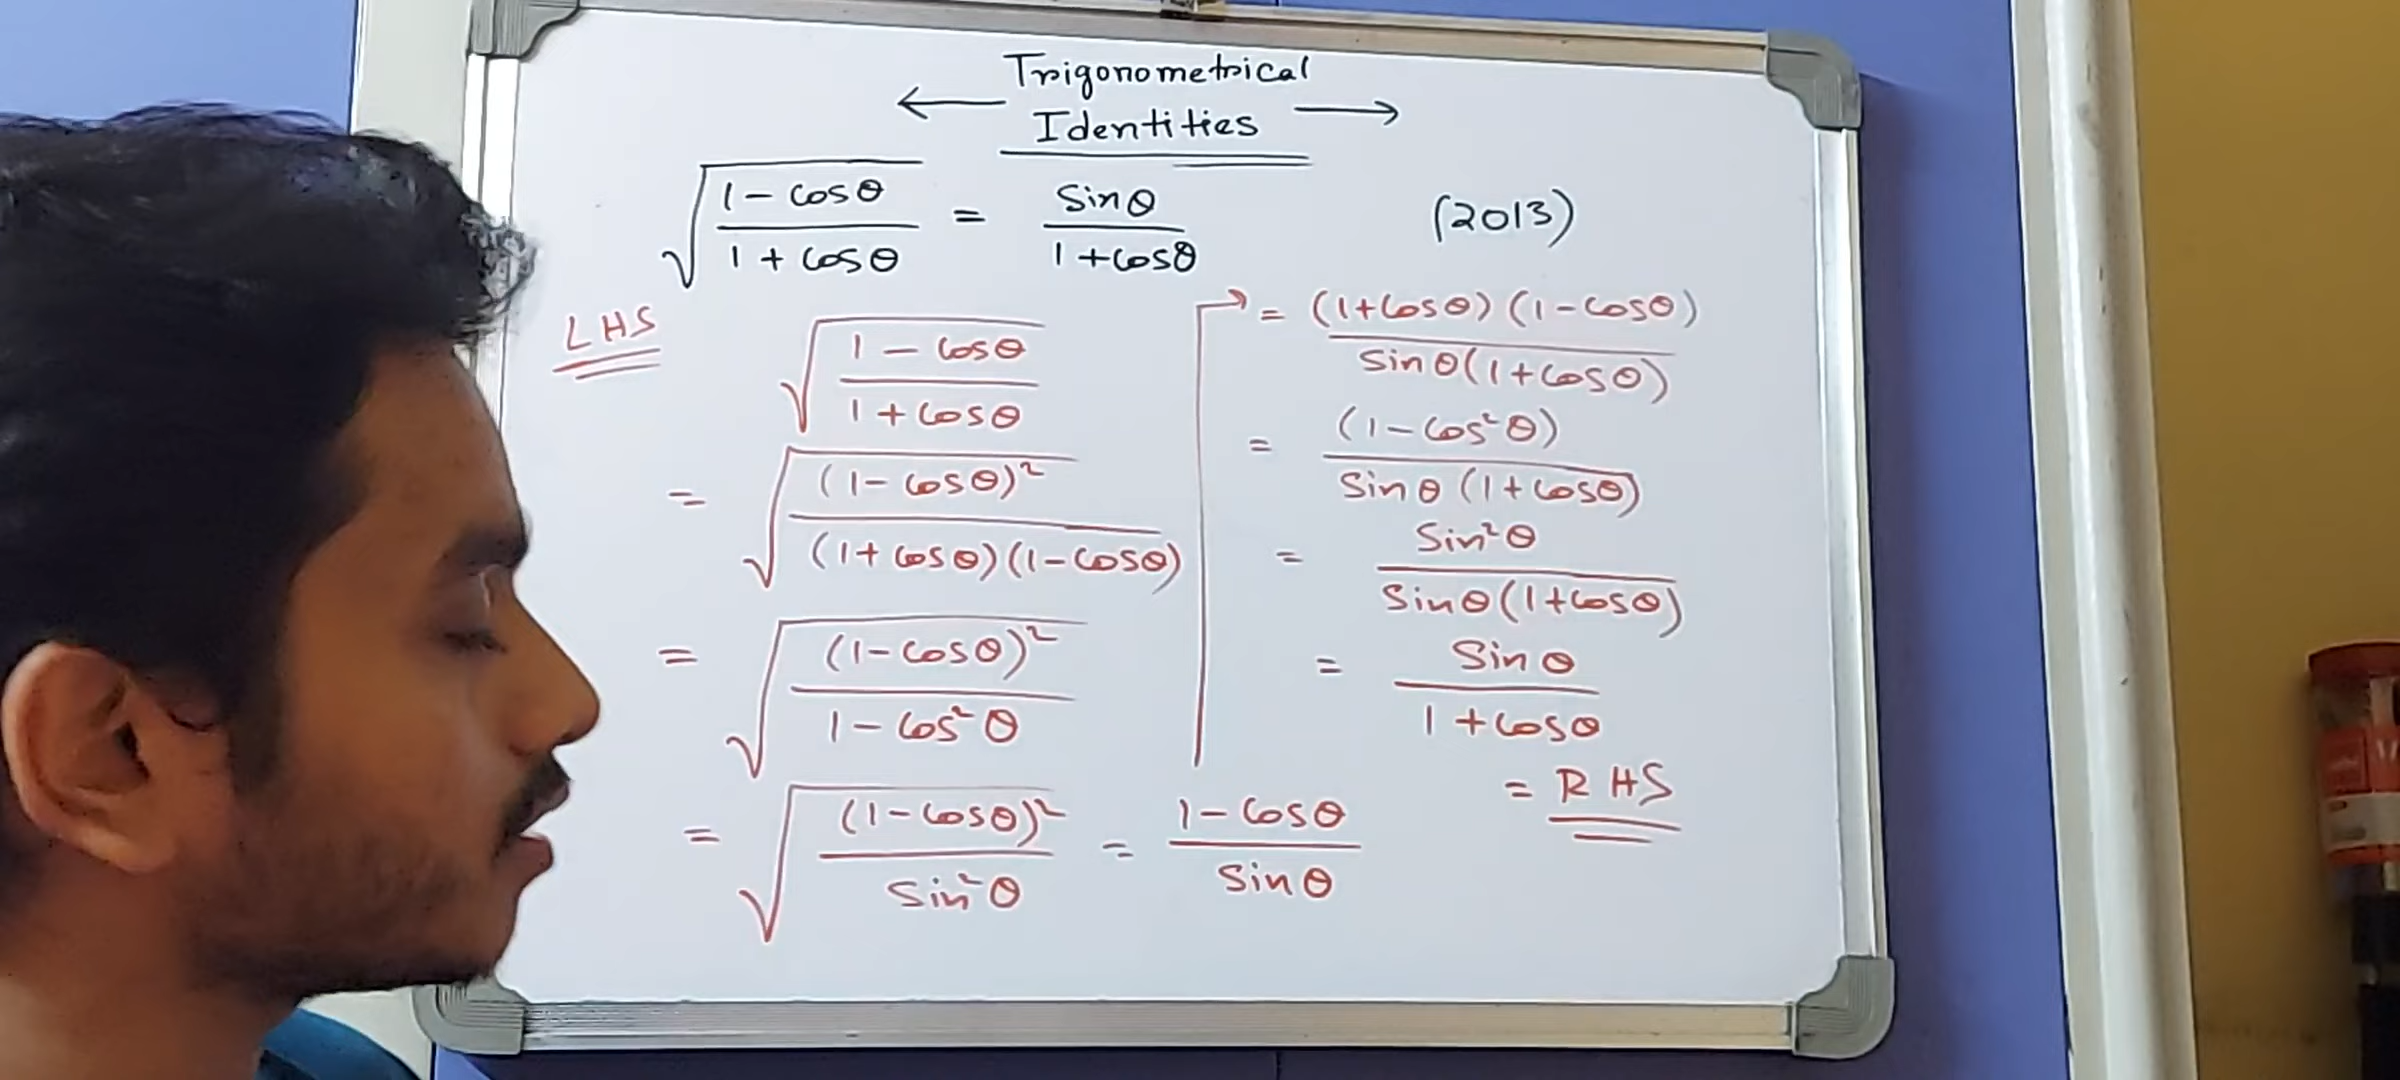 Trigonometrical
← Identities →
√((1 - cosθ)/(1 + cosθ)) = sinθ/(1 + cosθ) (2013)
LHS √((1 - cosθ)/(1 + cosθ))
= √((1 - cosθ)²/((1 + cosθ)(1 - cosθ)))
= √((1 - cosθ)²/(1 - cos²θ))
= √((1 - cosθ)²/sin²θ) = (1 - cosθ)/sinθ
→ = (1 + cosθ)(1 - cosθ)/(sinθ(1 + cosθ))
= (1 - cos²θ)/(sinθ(1 + cosθ))
= sin²θ/(sinθ(1 + cosθ))
= sinθ/(1 + cosθ)
= RHS